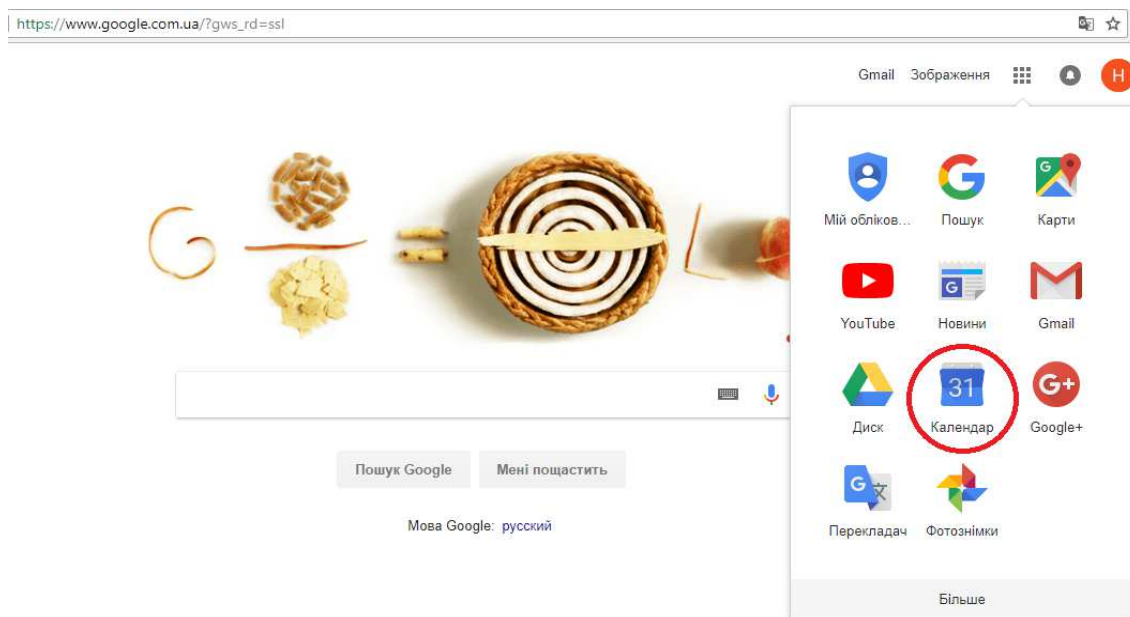 https://www.google.com.ua/?gws_rd=ssl
Gmail Зображення
H
Мій обліков... Пошук Карти
YouTube Новини Gmail
31 G+
Диск Календар Google+
Перекладач Фотознімки
Пошук Google Мені пощастить
Мова Google: русский
Більше